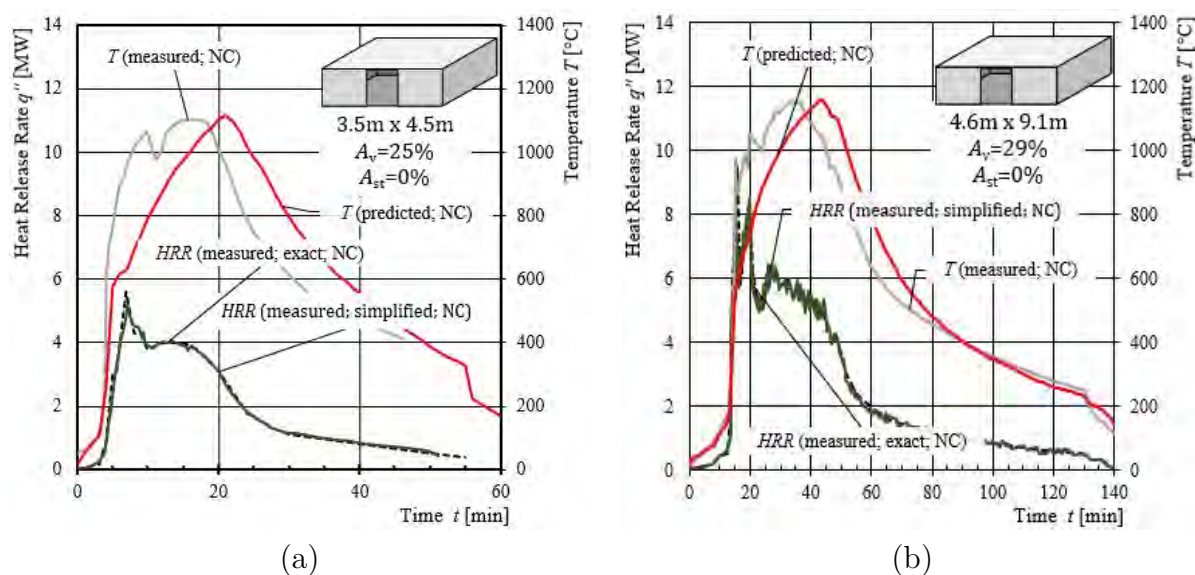 14
12
10
8
6
4
2
0
Heat Release Rate q'' [MW]
1400
1200
1000
800
600
400
200
0
Temperature T [°C]
0
20
40
60
Time t [min]
T (measured; NC)
3.5m x 4.5m
Av=25%
Ast=0%
T (predicted; NC)
HRR (measured; exact; NC)
HRR (measured; simplified; NC)
(a)
14
12
10
8
6
4
2
0
Heat Release Rate q'' [MW]
1400
1200
1000
800
600
400
200
0
Temperature T [°C]
0
20
40
60
80
100
120
140
Time t [min]
T (predicted; NC)
4.6m x 9.1m
Av=29%
Ast=0%
HRR (measured; simplified; NC)
T (measured; NC)
HRR (measured; exact; NC)
(b)